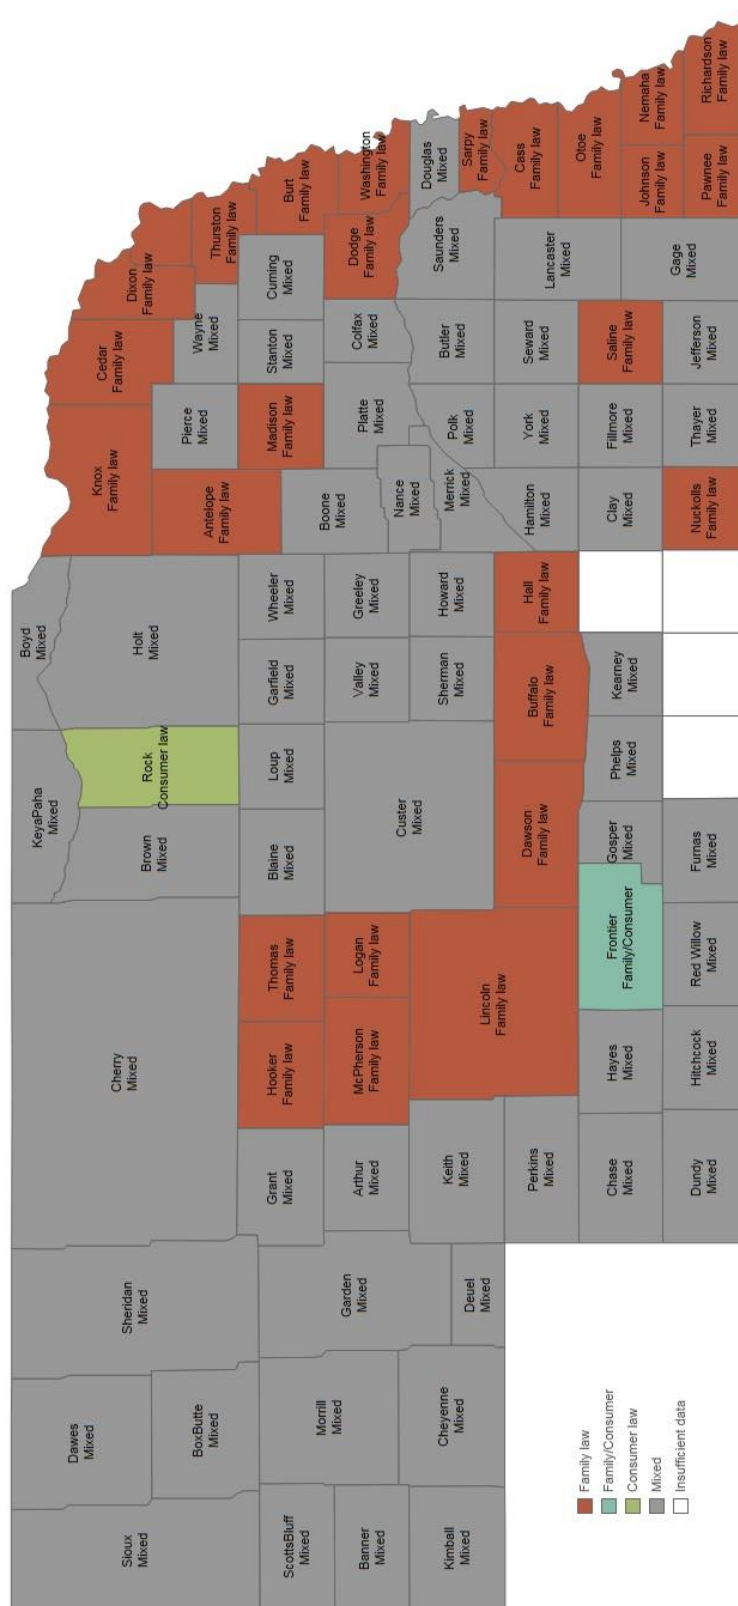 Sioux
Mixed
Dawes
Mixed
BoxButte
Mixed
Sheridan
Mixed
ScottsBluff
Mixed
Banner
Mixed
Kimball
Mixed
Morrill
Mixed
Cheyenne
Mixed
Garden
Mixed
Deuel
Mixed
Cherry
Mixed
Grant
Mixed
Hooker
Family law
Thomas
Family law
Arthur
Mixed
McPherson
Family law
Logan
Family law
Keith
Mixed
Perkins
Mixed
Lincoln
Family law
Chase
Mixed
Hayes
Mixed
Frontier
Family/Consumer
Dundy
Mixed
Hitchcock
Mixed
Red Willow
Mixed
Furnas
Mixed
Gosper
Mixed
Phelps
Mixed
Kearney
Mixed
KeyaPaha
Mixed
Boyd
Mixed
Brown
Mixed
Rock
Consumer law
Holt
Mixed
Blaine
Mixed
Loup
Mixed
Garfield
Mixed
Wheeler
Mixed
Custer
Mixed
Valley
Mixed
Greeley
Mixed
Sherman
Mixed
Howard
Mixed
Dawson
Family law
Buffalo
Family law
Hall
Family law
Knox
Family law
Cedar
Family law
Dixon
Family law
Antelope
Family law
Pierce
Mixed
Wayne
Mixed
Thurston
Family law
Madison
Family law
Stanton
Mixed
Cuming
Mixed
Burt
Family law
Boone
Mixed
Platte
Mixed
Colfax
Mixed
Dodge
Family law
Washington
Family law
Nance
Mixed
Merrick
Mixed
Polk
Mixed
Butler
Mixed
Saunders
Mixed
Douglas
Mixed
Sarpy
Family law
Hamilton
Mixed
York
Mixed
Seward
Mixed
Lancaster
Mixed
Cass
Family law
Otoe
Family law
Clay
Mixed
Fillmore
Mixed
Saline
Family law
Gage
Mixed
Johnson
Family law
Nemaha
Family law
Nuckolls
Family law
Thayer
Mixed
Jefferson
Mixed
Pawnee
Family law
Richardson
Family law
Family law
Family/Consumer
Consumer law
Mixed
Insufficient data